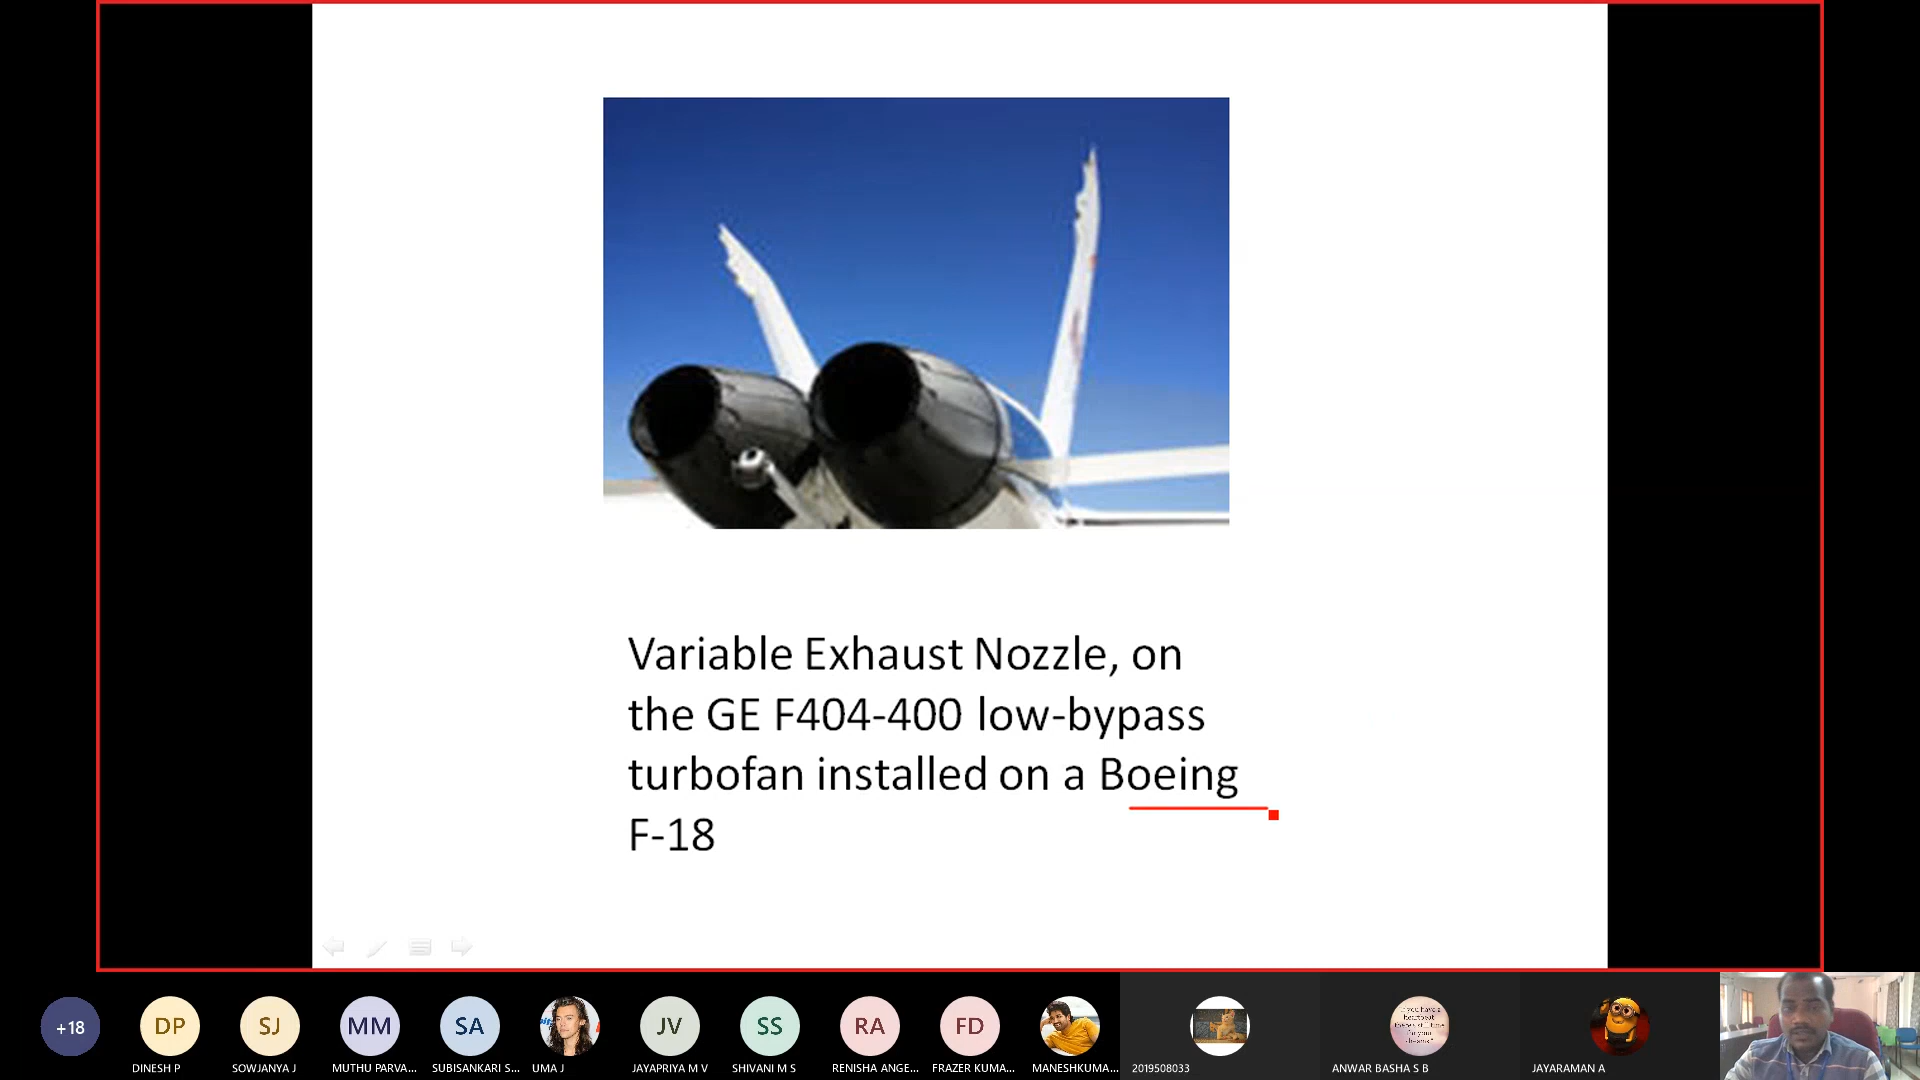 Variable Exhaust Nozzle, on
the GE F404-400 low-bypass
turbofan installed on a Boeing
F-18
+18
DP
SJ
MM
SA
JV
SS
RA
FD
DINESH P
SOWJANYA J
MUTHU PARVA...
SUBISANKARI S...
UMA J
JAYAPRIYA M V
SHIVANI M S
RENISHA ANGE...
FRAZER KUMA...
MANESHKUMA...
2019508033
ANWAR BASHA S B
JAYARAMAN A